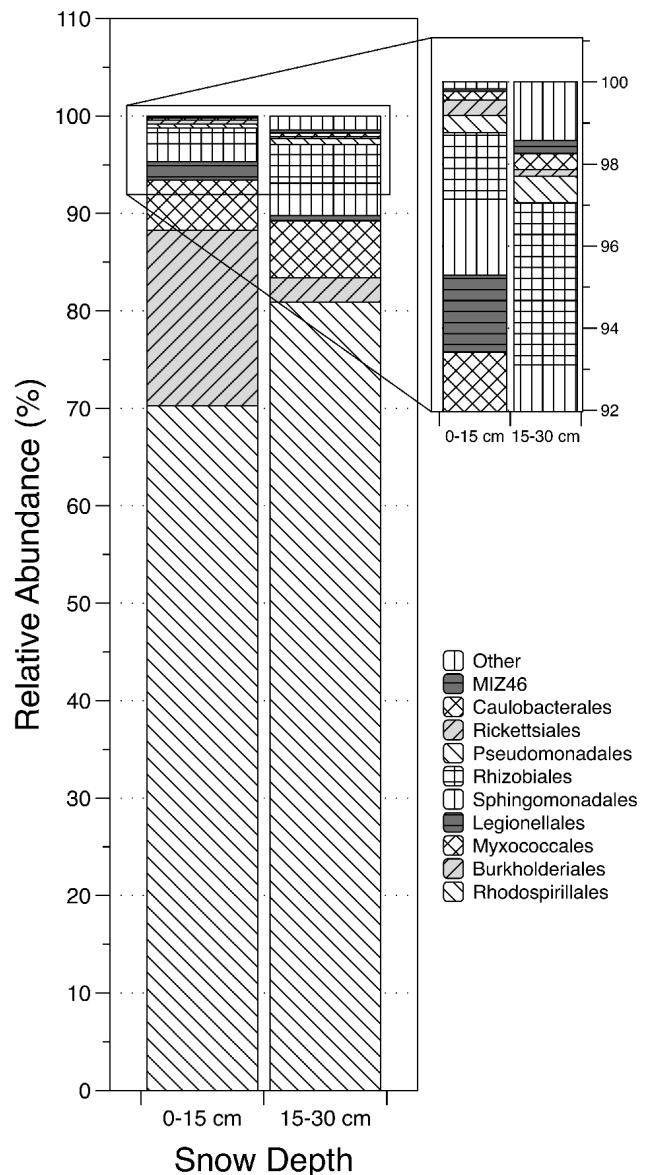 110
100
90
80
70
60
50
40
30
20
10
0
Relative Abundance (%)
0-15 cm 15-30 cm
Snow Depth
100
98
96
94
92
0-15 cm 15-30 cm
Other
MIZ46
Caulobacterales
Rickettsiales
Pseudomonadales
Rhizobiales
Sphingomonadales
Legionellales
Myxococcales
Burkholderiales
Rhodospirillales